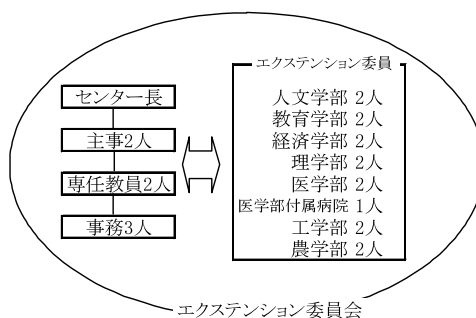 センター長
主事2人
専任教員2人
事務3人
エクステンション委員
人文学部 2人
教育学部 2人
経済学部 2人
理学部 2人
医学部 2人
医学部付属病院 1人
工学部 2人
農学部 2人
エクステンション委員会